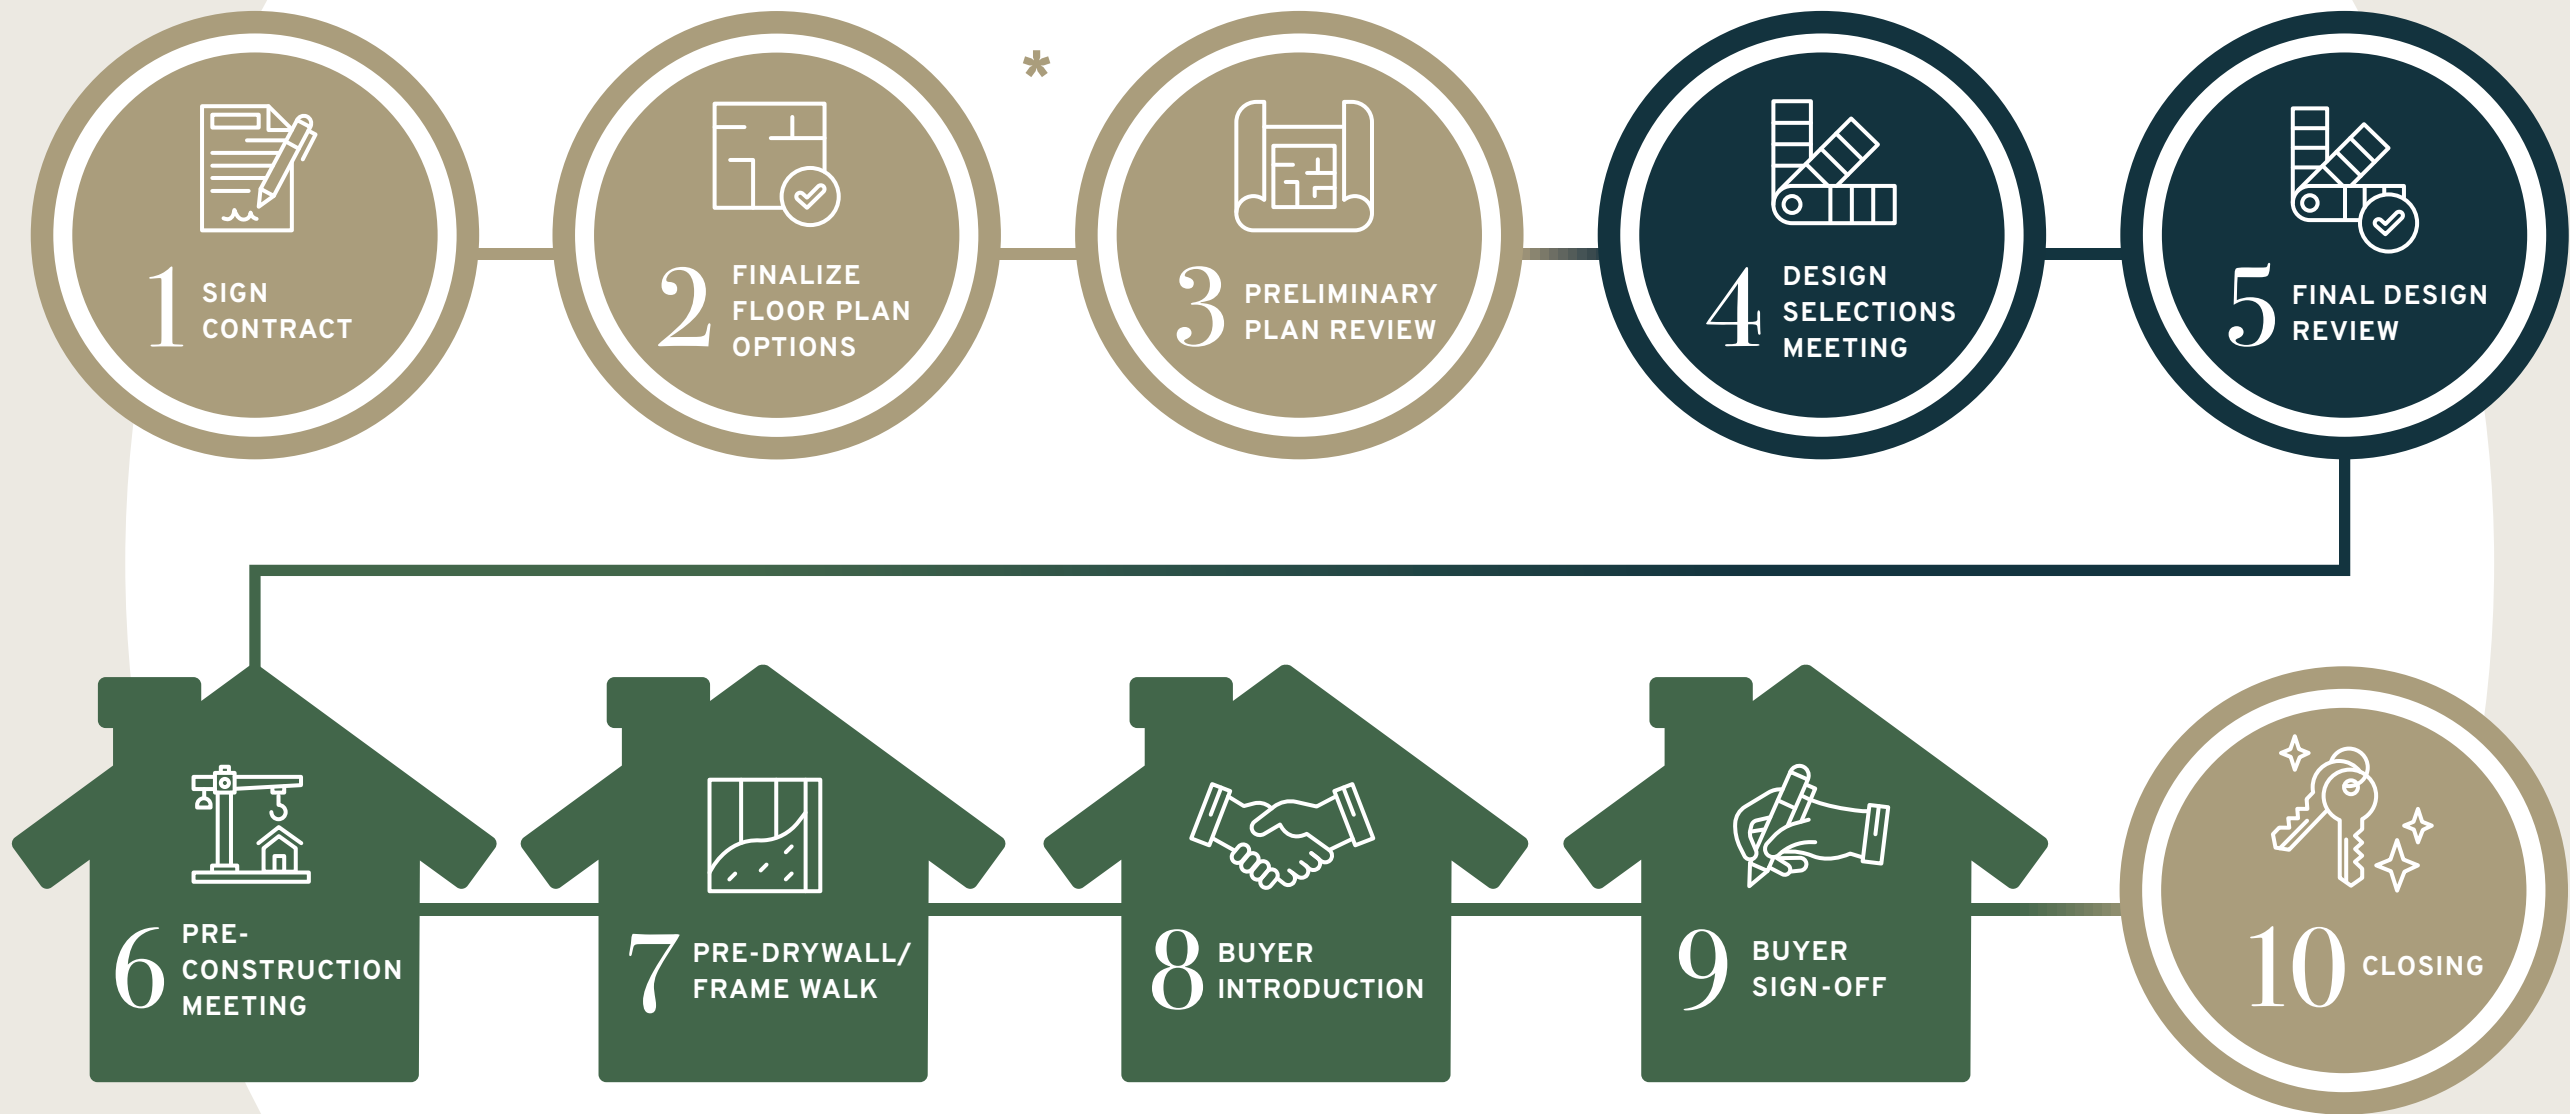 *
1 SIGN
CONTRACT
2 FINALIZE
FLOOR PLAN
OPTIONS
3 PRELIMINARY
PLAN REVIEW
4 DESIGN
SELECTIONS
MEETING
5 FINAL DESIGN
REVIEW
6 PRE-
CONSTRUCTION
MEETING
7 PRE-DRYWALL/
FRAME WALK
8 BUYER
INTRODUCTION
9 BUYER
SIGN-OFF
10 CLOSING